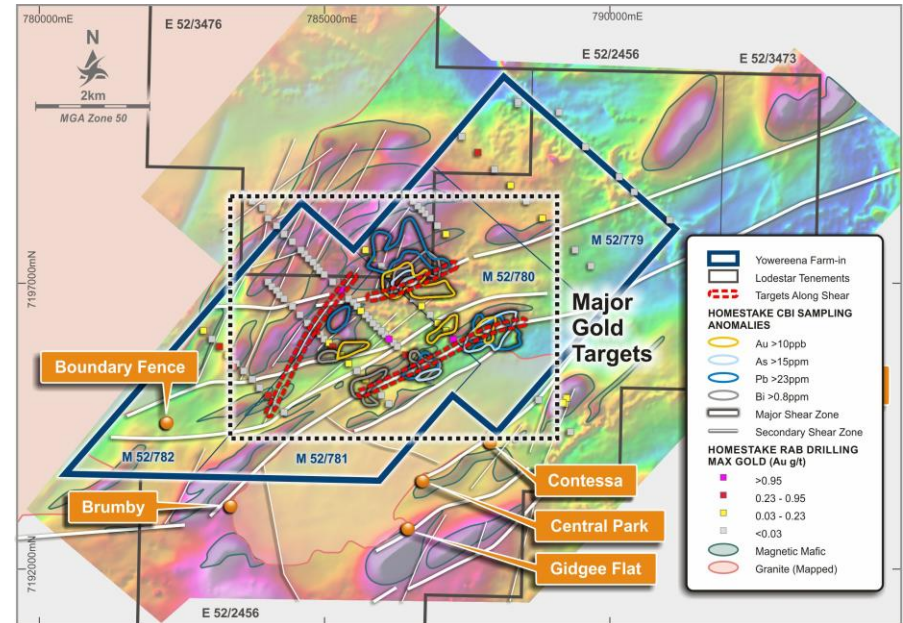 780000mE
785000mE
790000mE
E 52/3476
E 52/2456
E 52/3473
N
2km
MGA Zone 50
7197000mN
7192000mN
M 52/779
M 52/780
Major
Gold
Targets
Boundary Fence
M 52/782
M 52/781
Brumby
Contessa
Central Park
Gidgee Flat
E 52/2456
Yowereena Farm-in
Lodestar Tenements
Targets Along Shear
HOMESTAKE CBI SAMPLING
ANOMALIES
Au >10ppb
As >15ppm
Pb >23ppm
Bi >0.8ppm
Major Shear Zone
Secondary Shear Zone
HOMESTAKE RAB DRILLING
MAX GOLD (Au g/t)
>0.95
0.23 - 0.95
0.03 - 0.23
<0.03
Magnetic Mafic
Granite (Mapped)